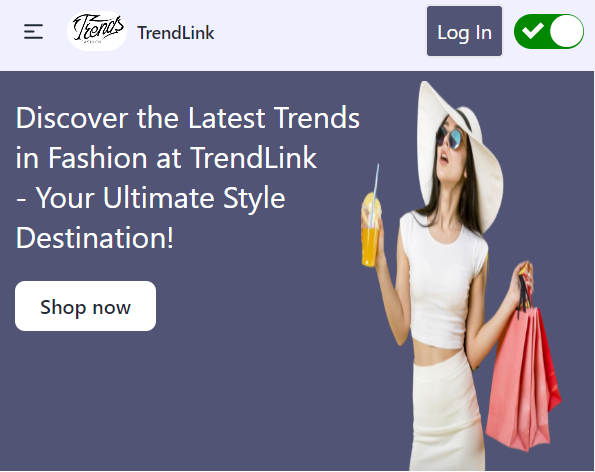 Trends
TrendLink
Log In
Discover the Latest Trends
in Fashion at TrendLink
- Your Ultimate Style
Destination!
Shop now